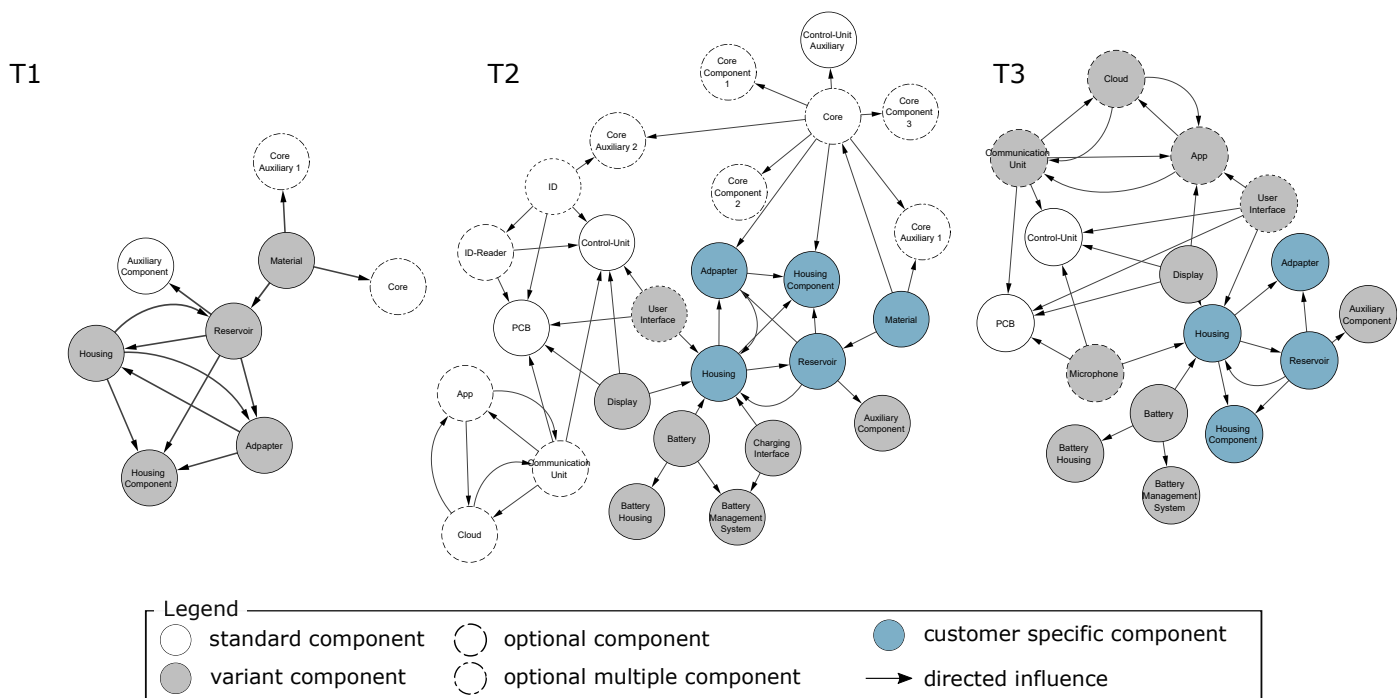 T1
Core
Auxiliary 1
Material
Auxiliary
Component
Core
Reservoir
Housing
Adpapter
Housing
Component
T2
Control-Unit
Auxiliary
Core
Component
1
Core
Core
Component
3
Core
Auxiliary 2
ID
Core
Component
2
Core
Auxiliary 1
ID-Reader
Control-Unit
Adpapter
Housing
Component
PCB
User
Interface
Material
Housing
Reservoir
App
Display
Auxiliary
Component
Battery
Charging
Interface
Communication
Unit
Battery
Housing
Battery
Management
System
Cloud
T3
Cloud
Communication
Unit
App
User
Interface
Control-Unit
Adpapter
Display
PCB
Housing
Auxiliary
Component
Reservoir
Microphone
Battery
Housing
Component
Battery
Housing
Battery
Management
System
Legend
standard component
optional component
customer specific component
variant component
optional multiple component
directed influence